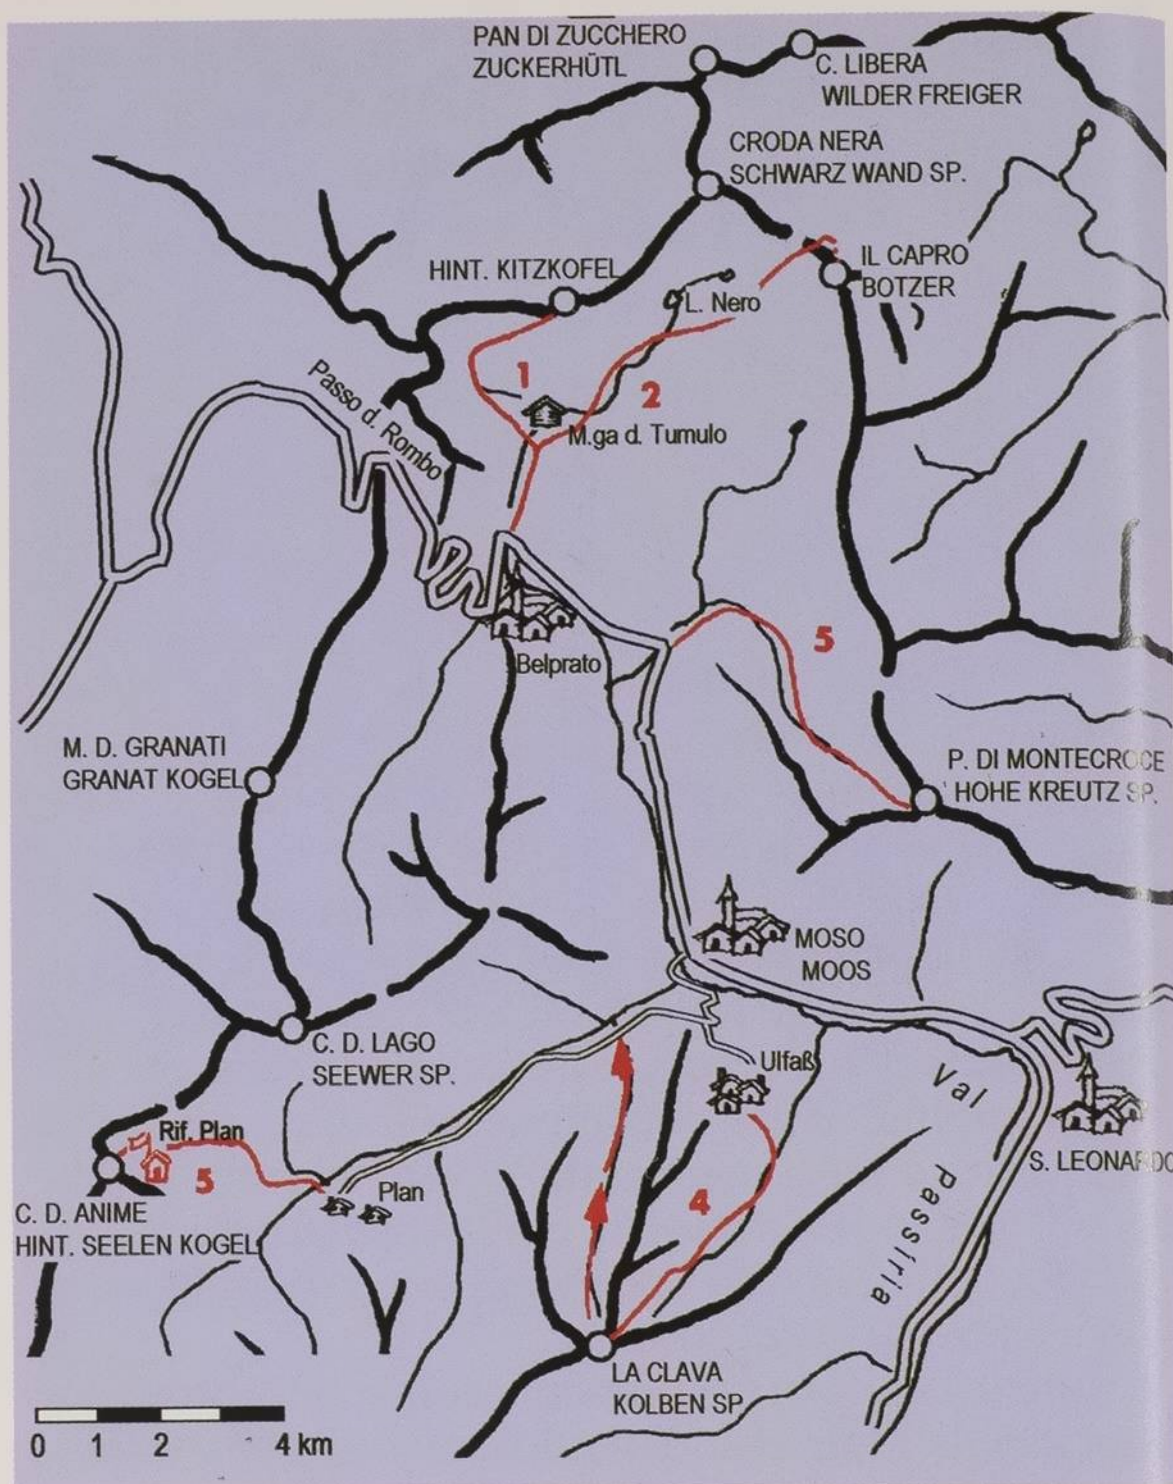 PAN DI ZUCCHERO
ZUCKERHÜTL
C. LIBERA
WILDER FREIGER
CRODA NERA
SCHWARZ WAND SP.
HINT. KITZKOFEL
IL CAPRO
BOTZER
L. Nero
Passo d. Rombo
1
2
M.ga d. Tumulo
5
Belprato
M. D. GRANATI
GRANAT KOGEL
P. DI MONTECROCE
HOHE KREUTZ SP.
MOSO
MOOS
C. D. LAGO
SEEWER SP.
Ulfaß
Val Passiria
Rif. Plan
5
S. LEONARDO
Plan
4
C. D. ANIME
HINT. SEELEN KOGEL
LA CLAVA
KOLBEN SP
0 1 2 4 km